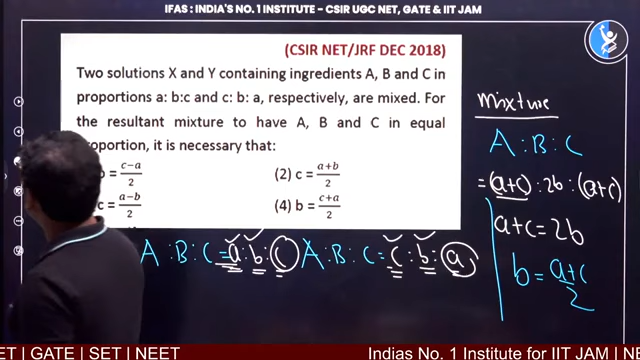 IFAS: INDIA'S NO. 1 INSTITUTE - CSIR UGC NET, GATE & IIT JAM
(CSIR NET/JRF DEC 2018)
Two solutions X and Y containing ingredients A, B and C in
proportions a: b:c and c: b: a, respectively, are mixed. For
the resultant mixture to have A, B and C in equal
proportion, it is necessary that:
= c−a/2
(2) c = a+b/2
c = a−b/2
(4) b = c+a/2
A : B : C = a : b : c
A : B : C = c : b : a
mixture
A : B : C
= (a+c) : 2b : (a+c)
a+c = 2b
b = a+c/2
| GATE | SET | NEET
Indias No. 1 Institute for IIT JAM | NE